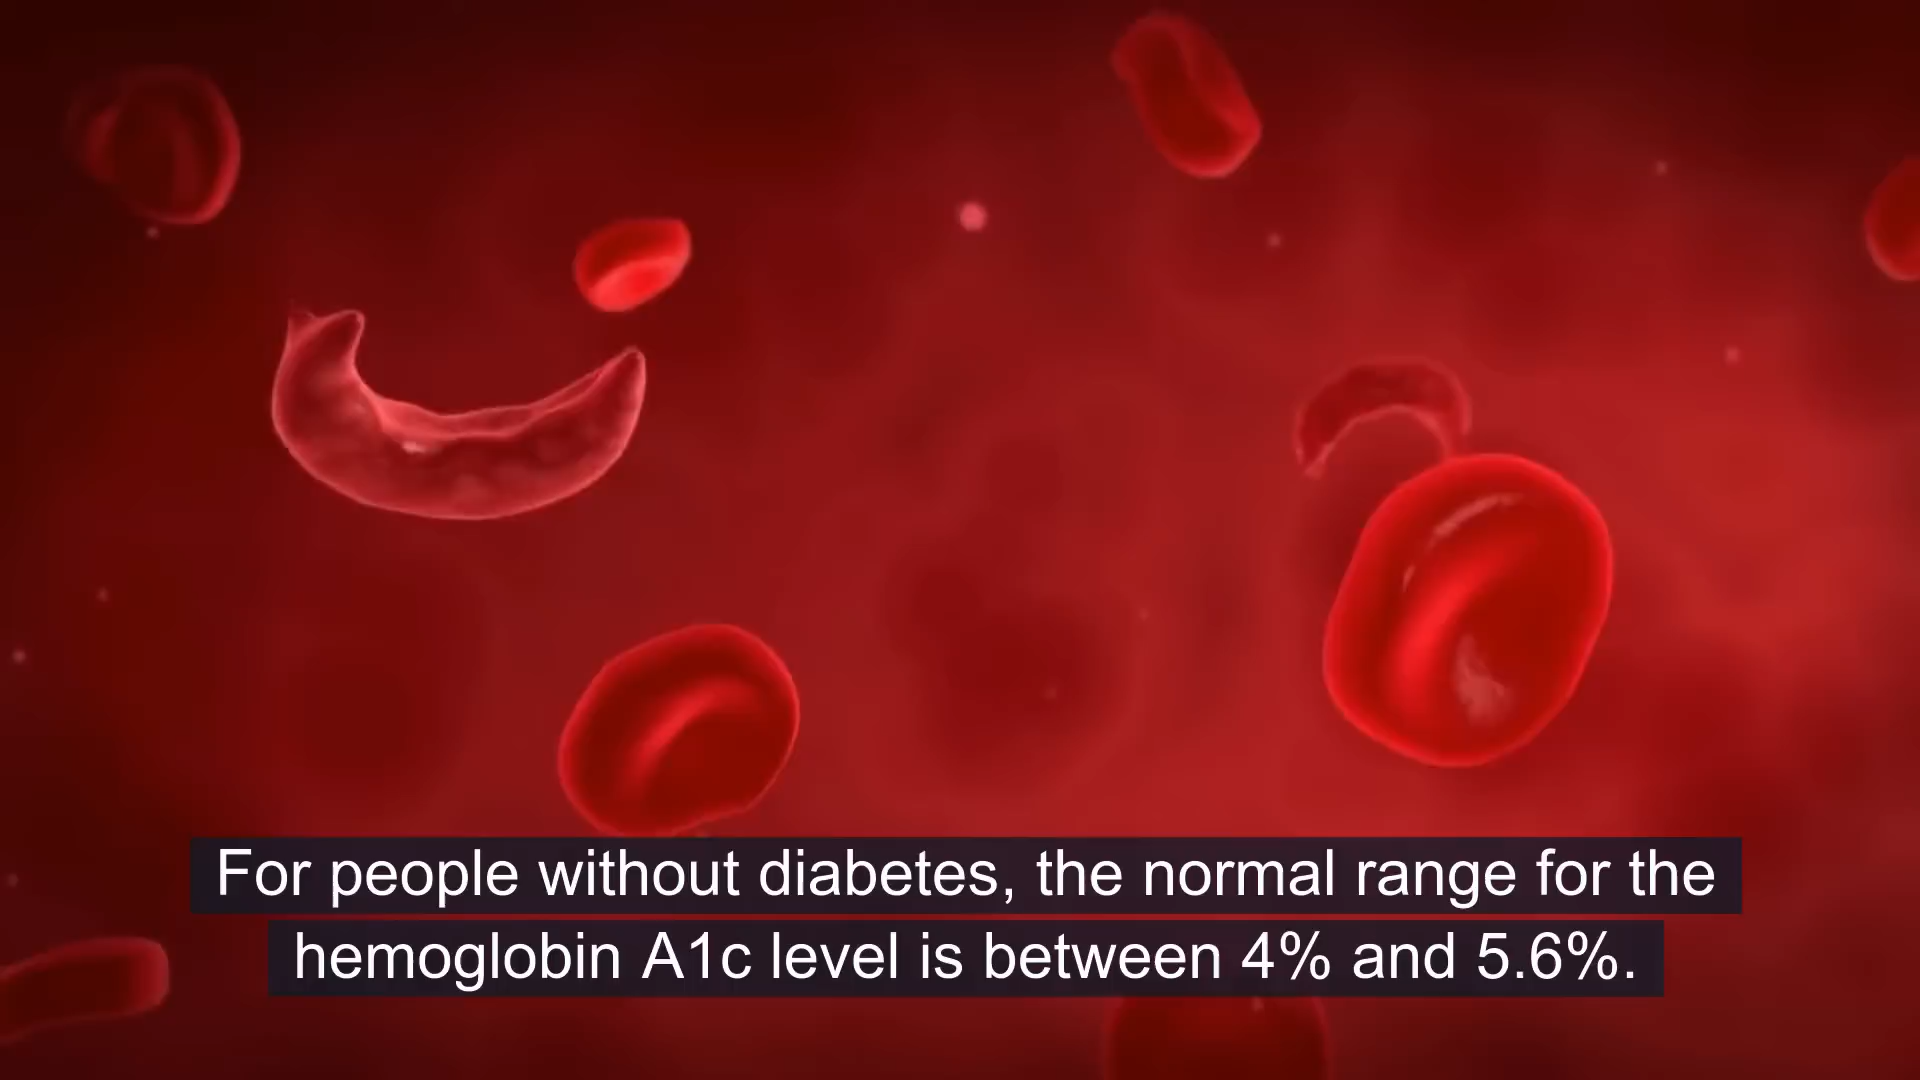 For people without diabetes, the normal range for the
hemoglobin A1c level is between 4% and 5.6%.